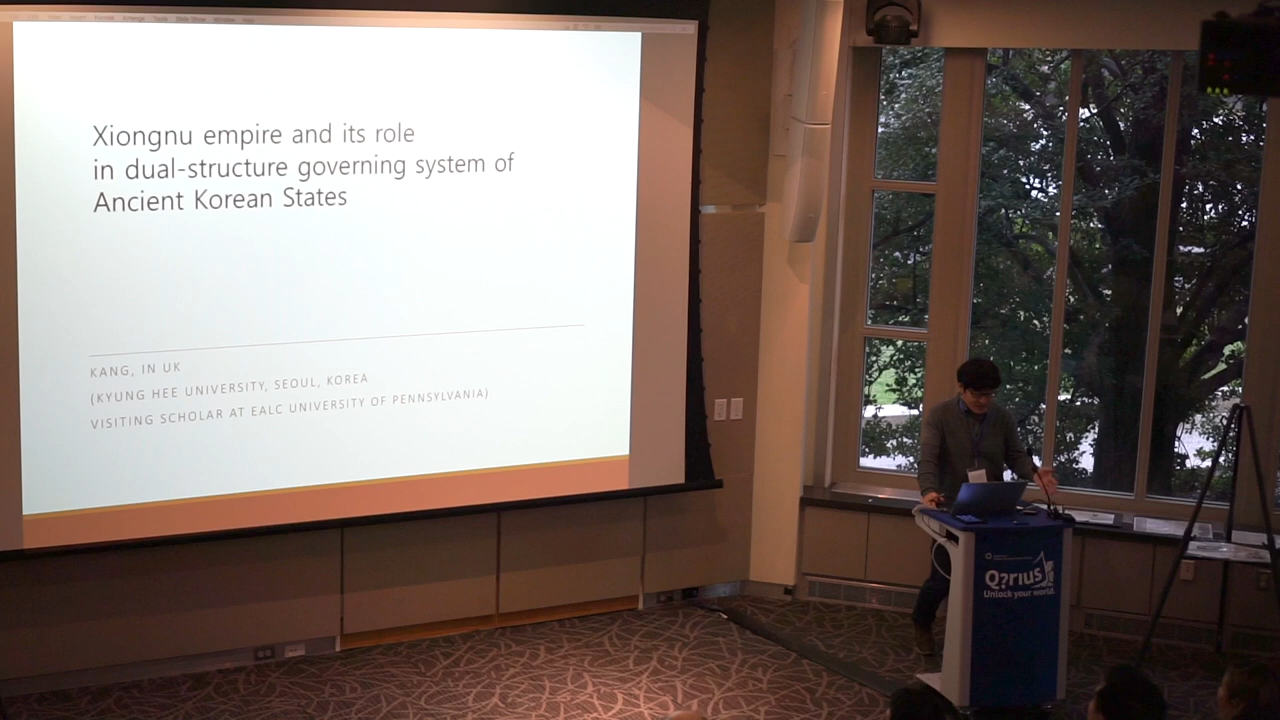 Xiongnu empire and its role
in dual-structure governing system of
Ancient Korean States
KANG, IN UK
(KYUNG HEE UNIVERSITY, SEOUL, KOREA
VISITING SCHOLAR AT EALC UNIVERSITY OF PENNSYLVANIA)
Q?rius
Unlock your world.